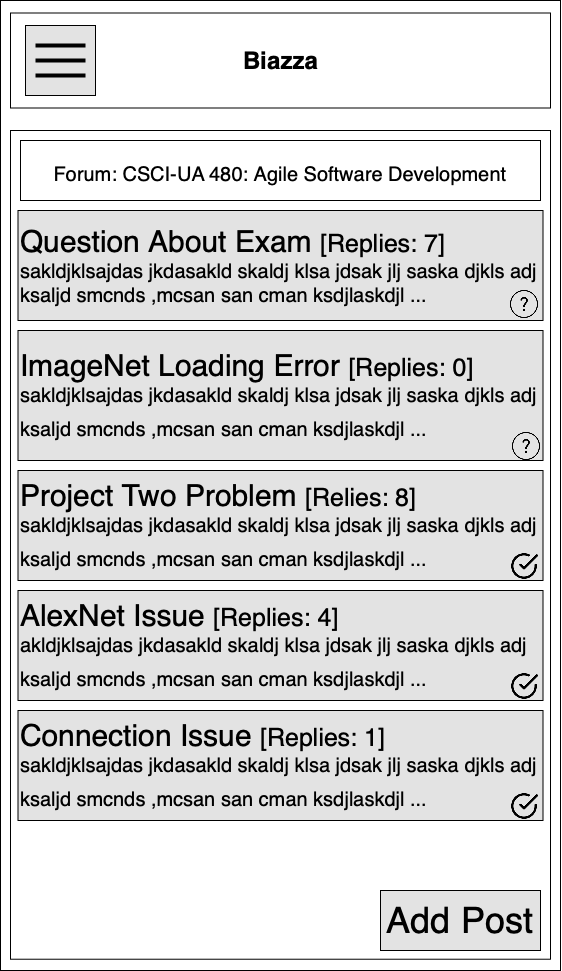 Biazza
Forum: CSCI-UA 480: Agile Software Development
Question About Exam [Replies: 7]
sakldjklsajdas jkdasakld skaldj klsa jdsak jlj saska djkls adj
ksaljd smcnds ,mcsan san cman ksdjlaskdjl ...
?
ImageNet Loading Error [Replies: 0]
sakldjklsajdas jkdasakld skaldj klsa jdsak jlj saska djkls adj
ksaljd smcnds ,mcsan san cman ksdjlaskdjl ...
?
Project Two Problem [Relies: 8]
sakldjklsajdas jkdasakld skaldj klsa jdsak jlj saska djkls adj
ksaljd smcnds ,mcsan san cman ksdjlaskdjl ...
AlexNet Issue [Replies: 4]
akldjklsajdas jkdasakld skaldj klsa jdsak jlj saska djkls adj
ksaljd smcnds ,mcsan san cman ksdjlaskdjl ...
Connection Issue [Replies: 1]
sakldjklsajdas jkdasakld skaldj klsa jdsak jlj saska djkls adj
ksaljd smcnds ,mcsan san cman ksdjlaskdjl ...
Add Post